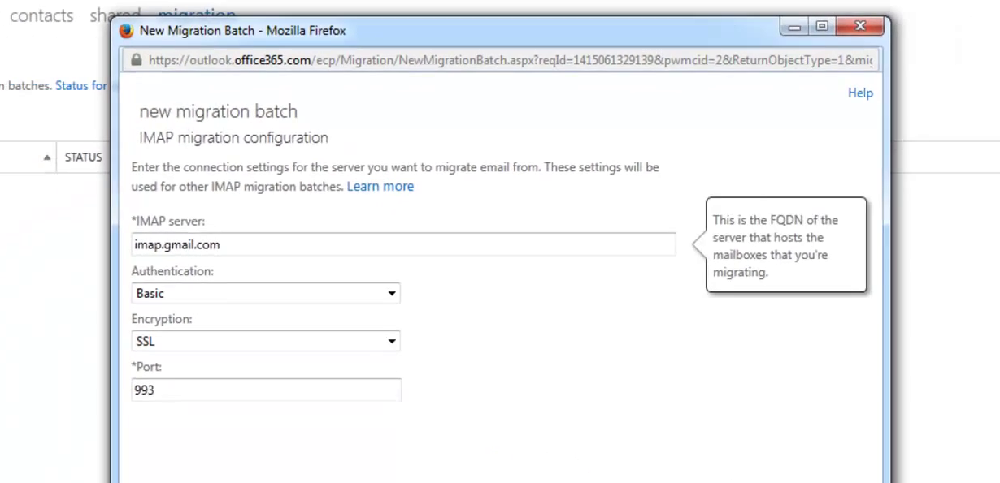 contacts shared migration
New Migration Batch - Mozilla Firefox
https://outlook.office365.com/ecp/Migration/NewMigrationBatch.aspx?reqId=1415061329139&pwmcid=2&ReturnObjectType=1&mig
n batches. Status for
Help
new migration batch
IMAP migration configuration
STATUS
Enter the connection settings for the server you want to migrate email from. These settings will be
used for other IMAP migration batches. Learn more
*IMAP server:
imap.gmail.com
This is the FQDN of the
server that hosts the
mailboxes that you're
migrating.
Authentication:
Basic
Encryption:
SSL
*Port:
993